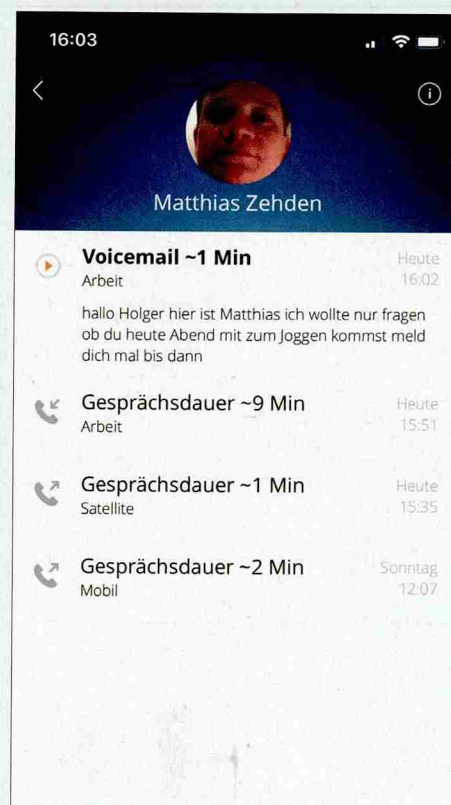 16:03
Matthias Zehden
Voicemail ~1 Min
Heute
Arbeit
16:02
hallo Holger hier ist Matthias ich wollte nur fragen
ob du heute Abend mit zum Joggen kommst meld
dich mal bis dann
Gesprächsdauer ~9 Min
Heute
Arbeit
15:51
Gesprächsdauer ~1 Min
Heute
Satellite
15:35
Gesprächsdauer ~2 Min
Sonntag
Mobil
12:07